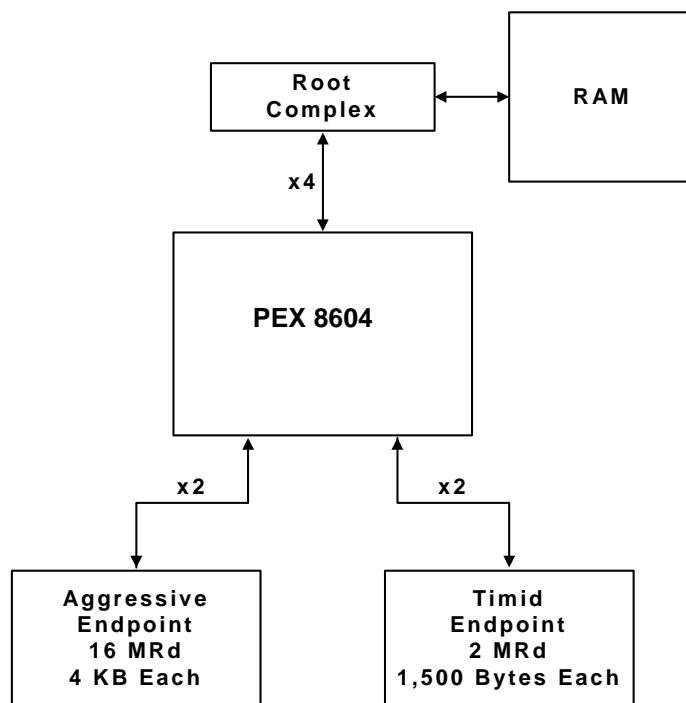 Root
Complex
RAM
x4
PEX 8604
x2
x2
Aggressive
Endpoint
16 MRd
4 KB Each
Timid
Endpoint
2 MRd
1,500 Bytes Each